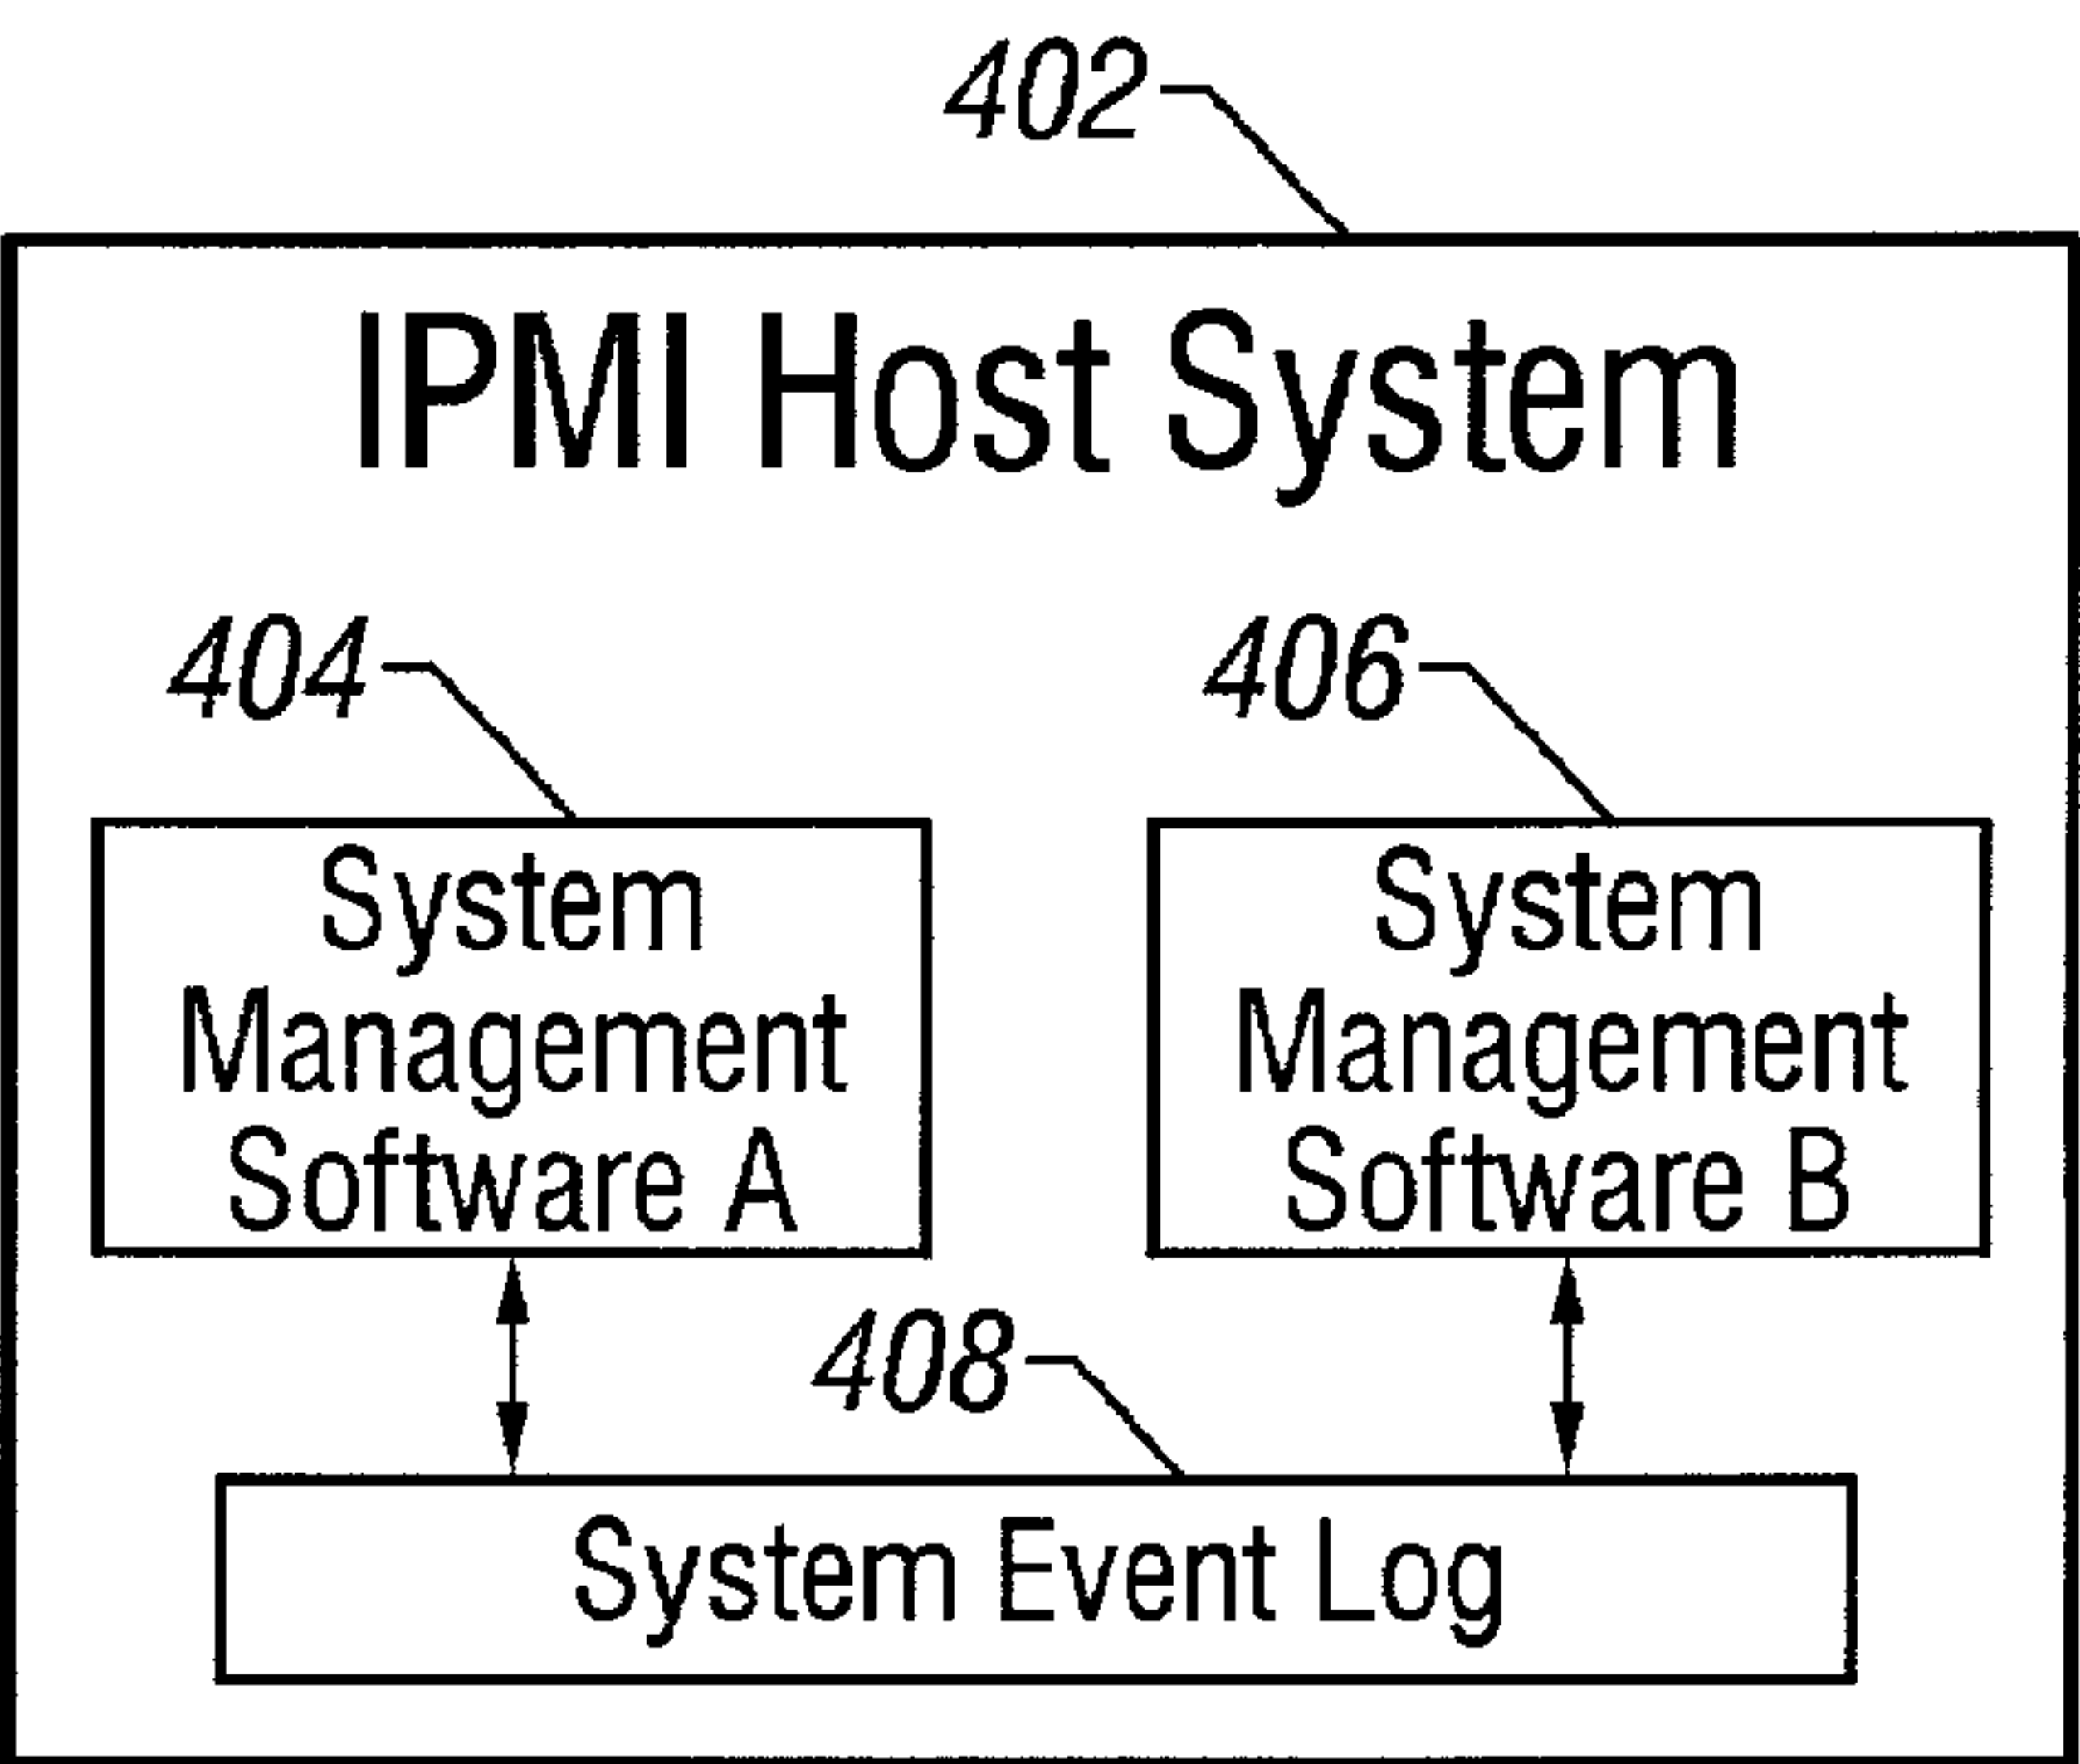 402
IPMI Host System
404
406
System
Management
Software A
System
Management
Software B
408
System Event Log